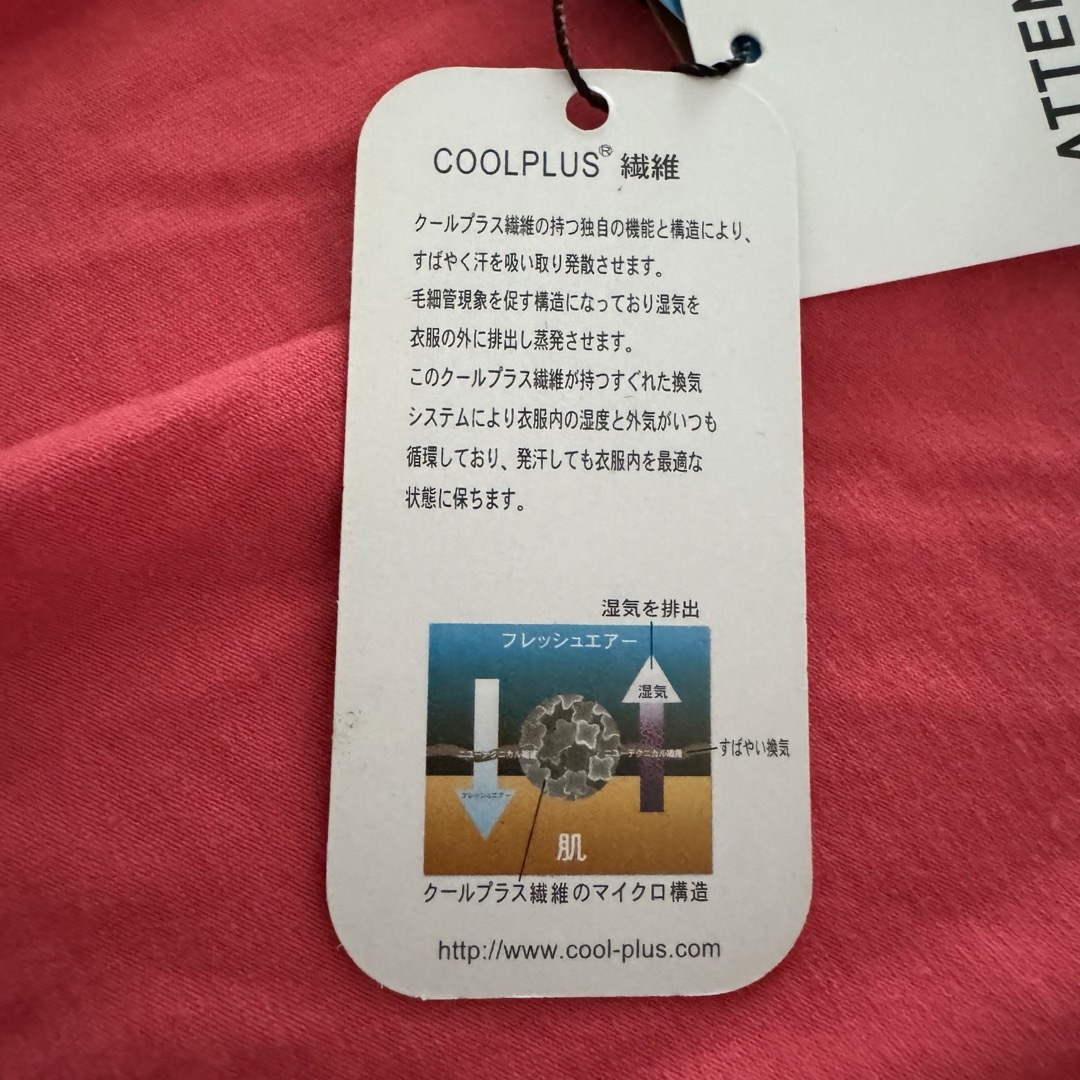 COOLPLUS® 繊維
クールプラス繊維の持つ独自の機能と構造により、
すばやく汗を吸い取り発散させます。
毛細管現象を促す構造になっており湿気を
衣服の外に排出し蒸発させます。
このクールプラス繊維が持つすぐれた換気
システムにより衣服内の湿度と外気がいつも
循環しており、発汗しても衣服内を最適な
状態に保ちます。
湿気を排出
フレッシュエアー
湿気
すばやい換気
フレッシュエアー
肌
クールプラス繊維のマイクロ構造
http://www.cool-plus.com